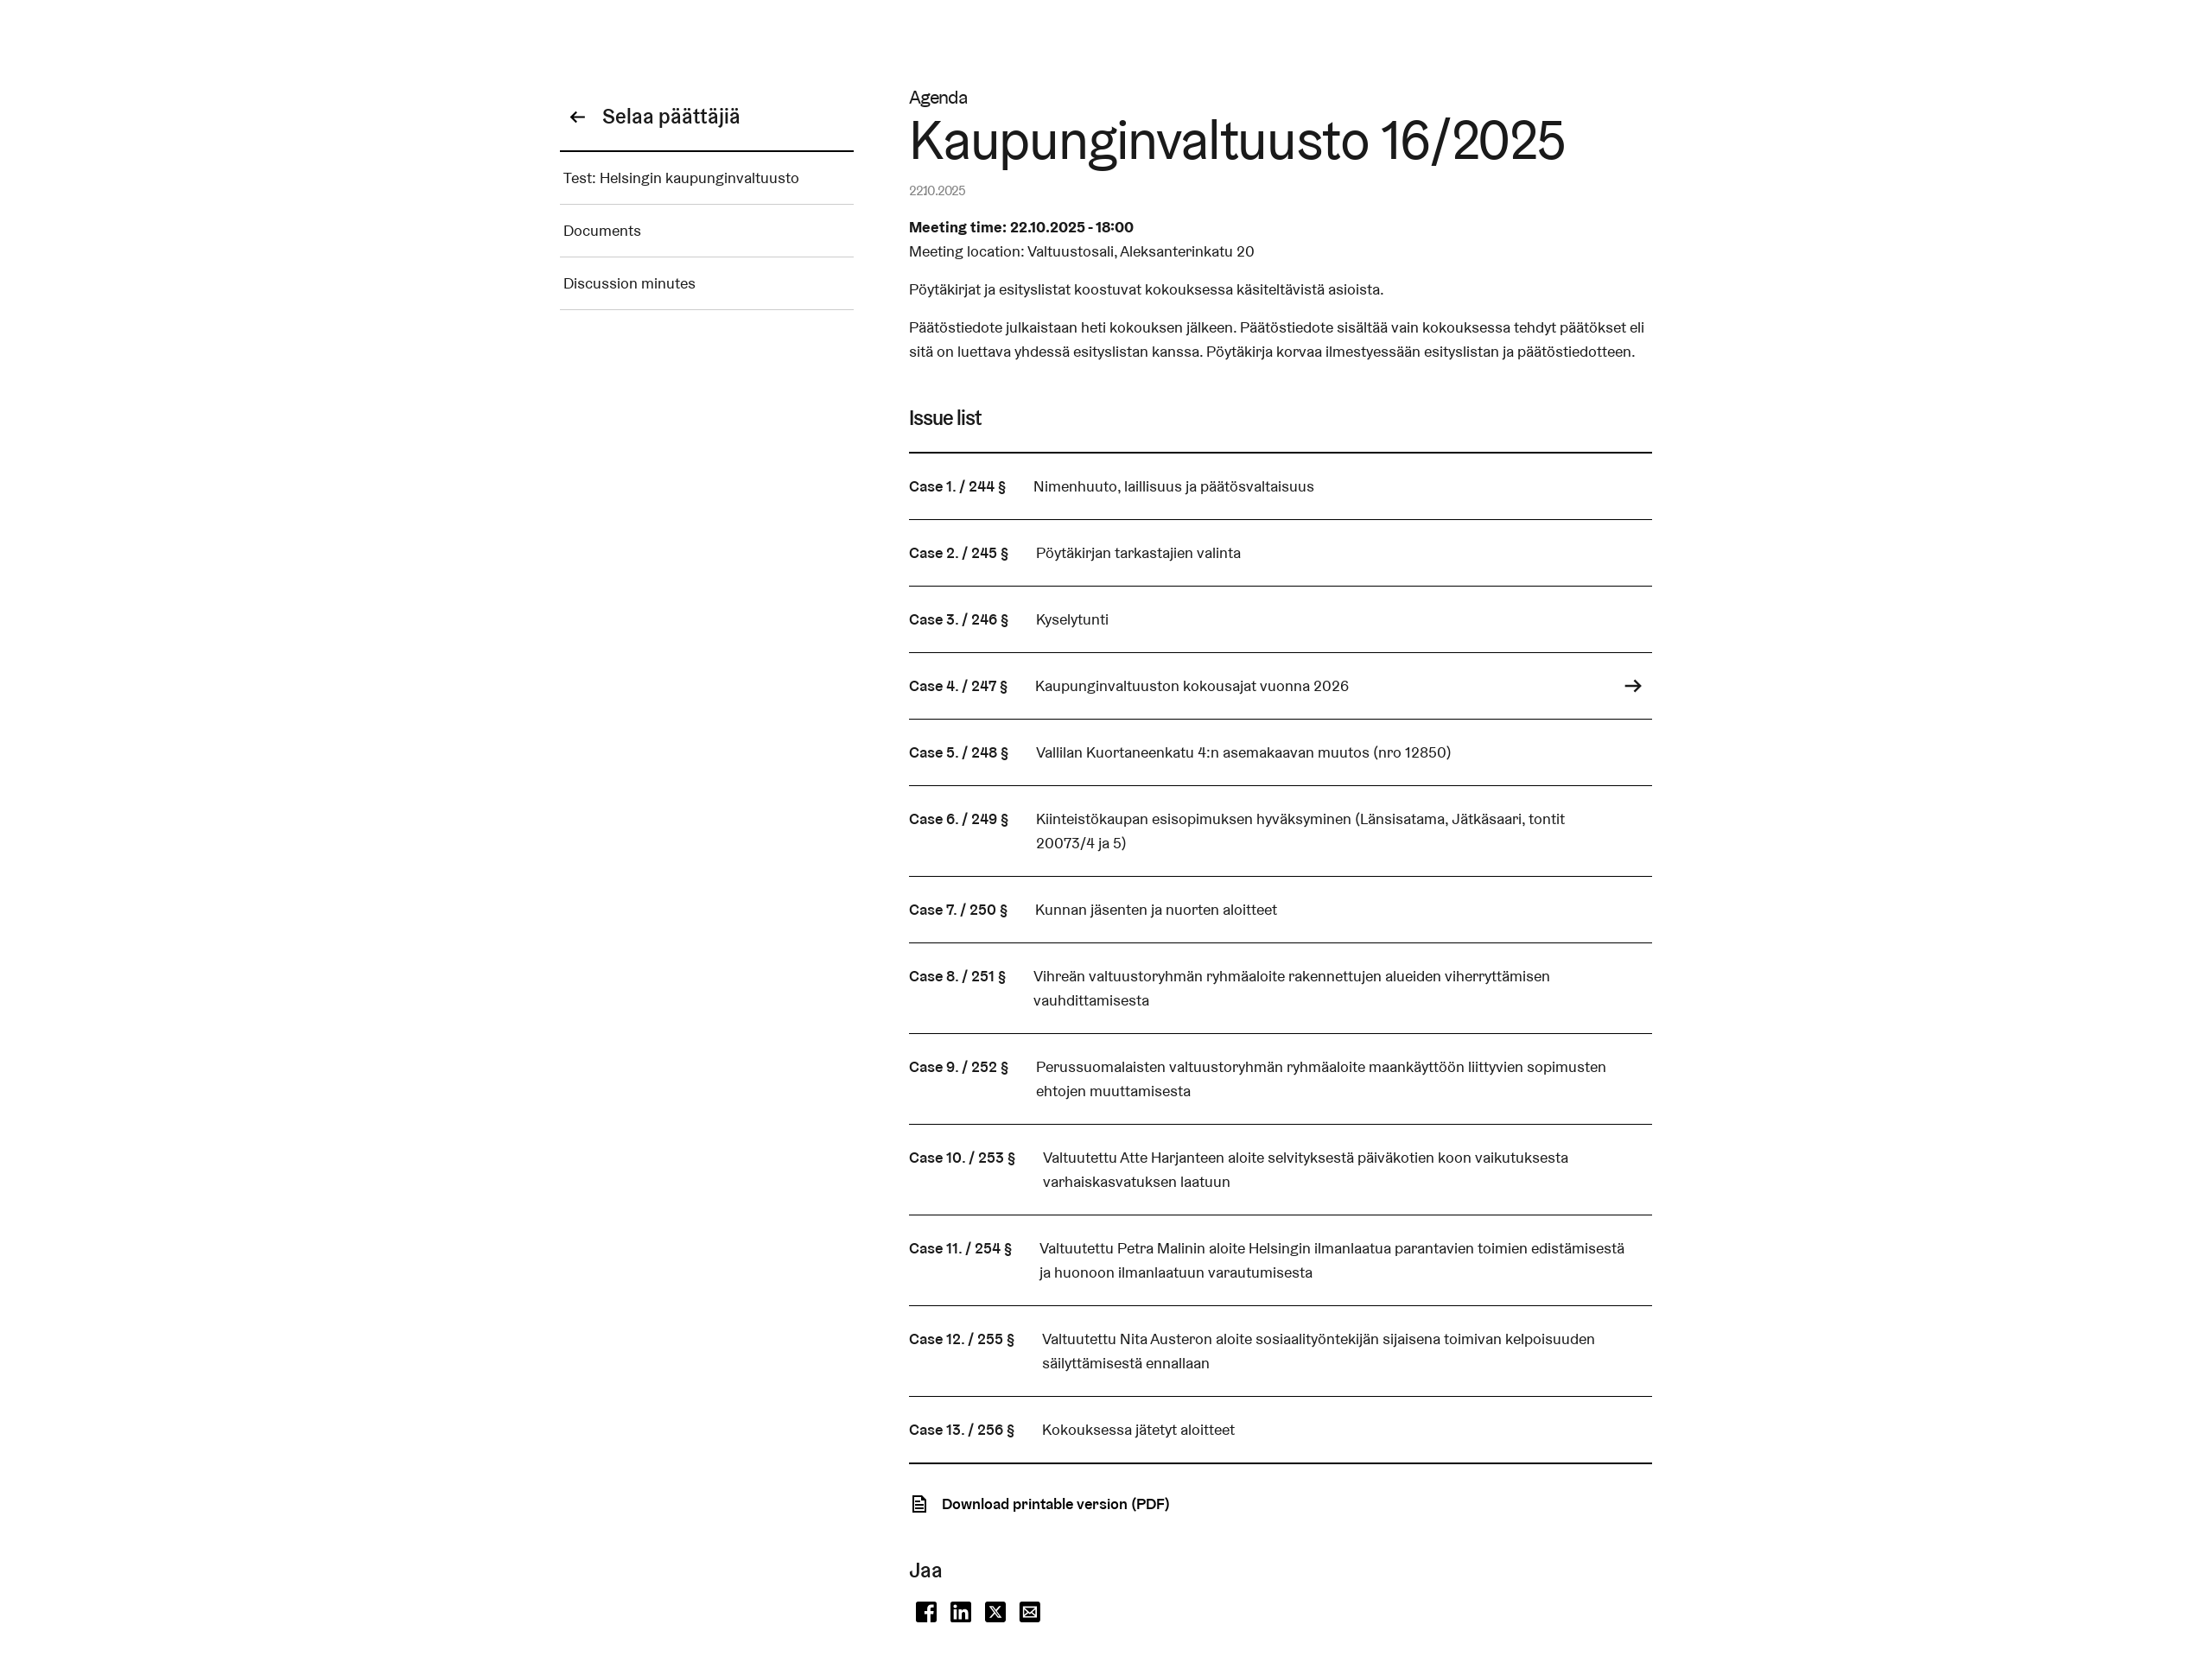 Selaa päättäjiä
Test: Helsingin kaupunginvaltuusto
Documents
Discussion minutes
Agenda
Kaupunginvaltuusto 16/2025
22.10.2025
Meeting time: 22.10.2025 - 18:00
Meeting location: Valtuustosali, Aleksanterinkatu 20
Pöytäkirjat ja esityslistat koostuvat kokouksessa käsiteltävistä asioista.
Päätöstiedote julkaistaan heti kokouksen jälkeen. Päätöstiedote sisältää vain kokouksessa tehdyt päätökset eli
sitä on luettava yhdessä esityslistan kanssa. Pöytäkirja korvaa ilmestyessään esityslistan ja päätöstiedotteen.
Issue list
Case 1. / 244 § Nimenhuuto, laillisuus ja päätösvaltaisuus
Case 2. / 245 § Pöytäkirjan tarkastajien valinta
Case 3. / 246 § Kyselytunti
Case 4. / 247 § Kaupunginvaltuuston kokousajat vuonna 2026
Case 5. / 248 § Vallilan Kuortaneenkatu 4:n asemakaavan muutos (nro 12850)
Case 6. / 249 § Kiinteistökaupan esisopimuksen hyväksyminen (Länsisatama, Jätkäsaari, tontit
20073/4 ja 5)
Case 7. / 250 § Kunnan jäsenten ja nuorten aloitteet
Case 8. / 251 § Vihreän valtuustoryhmän ryhmäaloite rakennettujen alueiden viherryttämisen
vauhdittamisesta
Case 9. / 252 § Perussuomalaisten valtuustoryhmän ryhmäaloite maankäyttöön liittyvien sopimusten
ehtojen muuttamisesta
Case 10. / 253 § Valtuutettu Atte Harjanteen aloite selvityksestä päiväkotien koon vaikutuksesta
varhaiskasvatuksen laatuun
Case 11. / 254 § Valtuutettu Petra Malinin aloite Helsingin ilmanlaatua parantavien toimien edistämisestä
ja huonoon ilmanlaatuun varautumisesta
Case 12. / 255 § Valtuutettu Nita Austeron aloite sosiaalityöntekijän sijaisena toimivan kelpoisuuden
säilyttämisestä ennallaan
Case 13. / 256 § Kokouksessa jätetyt aloitteet
Download printable version (PDF)
Jaa